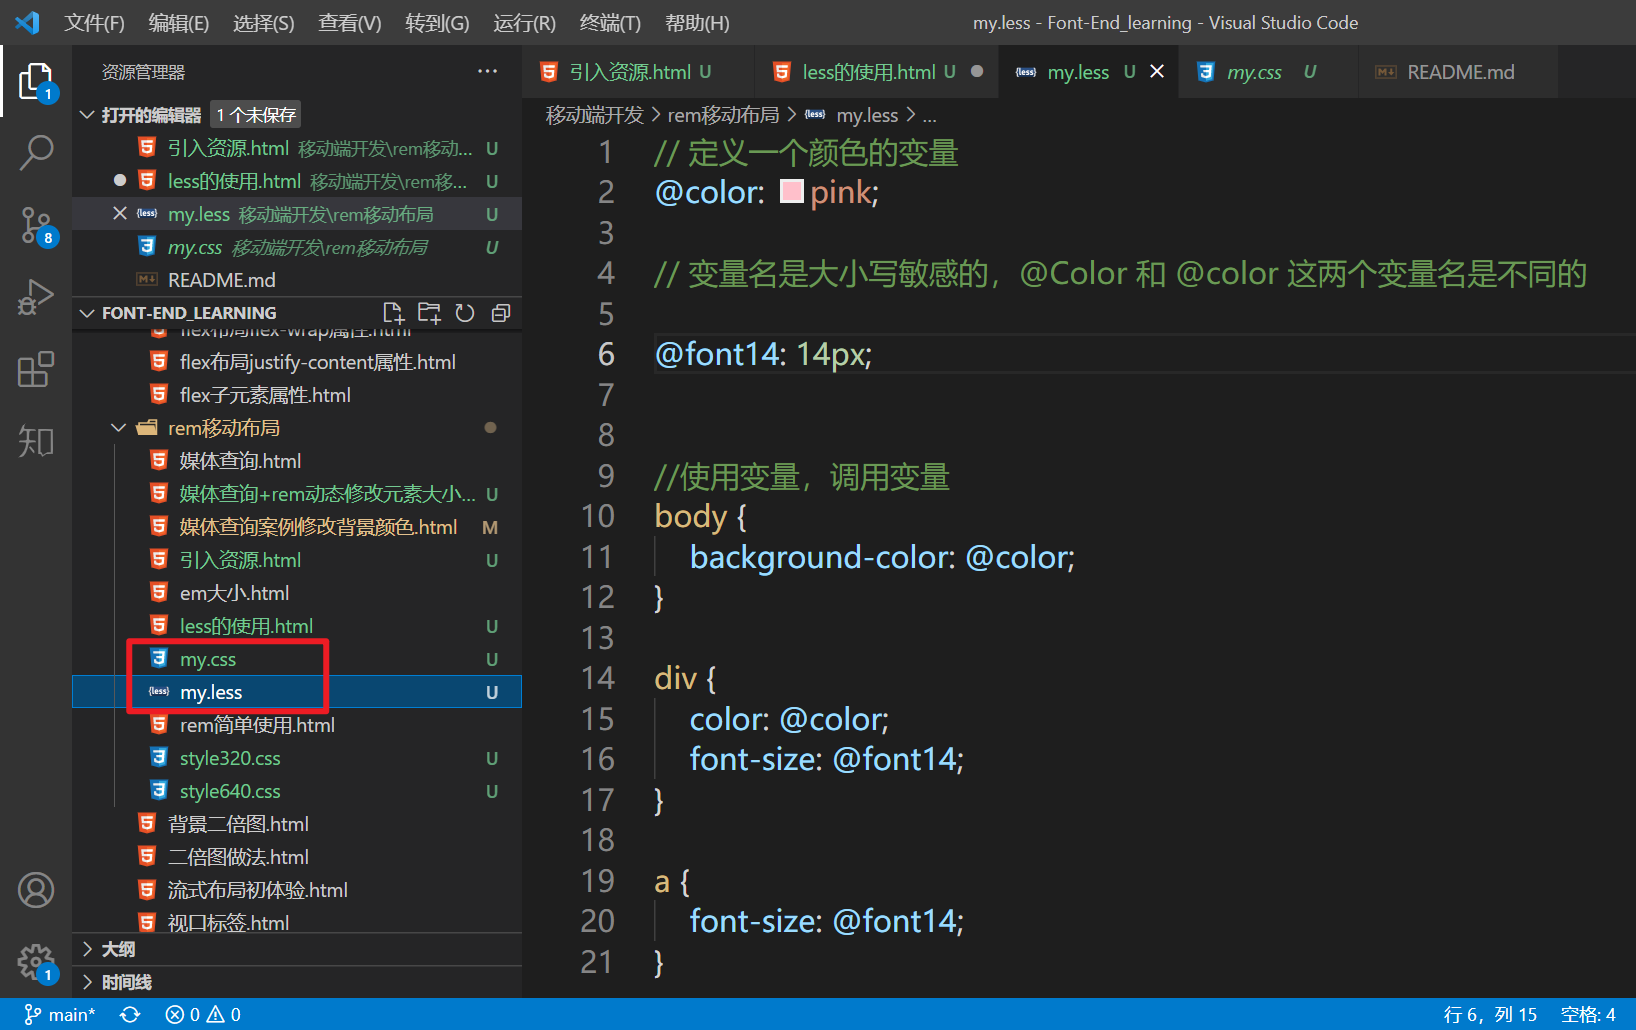 文件(F) 编辑(E) 选择(S) 查看(V) 转到(G) 运行(R) 终端(T) 帮助(H) my.less - Font-End_learning - Visual Studio Code
资源管理器 ···
打开的编辑器 1 个未保存
引入资源.html 移动端开发\rem移动... U
less的使用.html 移动端开发\rem移... U
my.less 移动端开发\rem移动布局 U
my.css 移动端开发\rem移动布局 U
README.md
FONT-END_LEARNING
flex布局flex-wrap属性.html
flex布局justify-content属性.html
flex子元素属性.html
rem移动布局
媒体查询.html
媒体查询+rem动态修改元素大小... U
媒体查询案例修改背景颜色.html M
引入资源.html U
em大小.html
less的使用.html U
my.css U
{less} my.less U
rem简单使用.html
style320.css U
style640.css U
背景二倍图.html
二倍图做法.html
流式布局初体验.html
视口标签.html
大纲
时间线
1
8
知
1
引入资源.html U less的使用.html U {less} my.less U my.css U README.md
移动端开发 > rem移动布局 > {less} my.less > ...
1 // 定义一个颜色的变量
2 @color: pink;
3
4 // 变量名是大小写敏感的，@Color 和 @color 这两个变量名是不同的
5
6 @font14: 14px;
7
8
9 //使用变量，调用变量
10 body {
11 background-color: @color;
12 }
13
14 div {
15 color: @color;
16 font-size: @font14;
17 }
18
19 a {
20 font-size: @font14;
21 }
main* 0 0 行 6，列 15 空格: 4